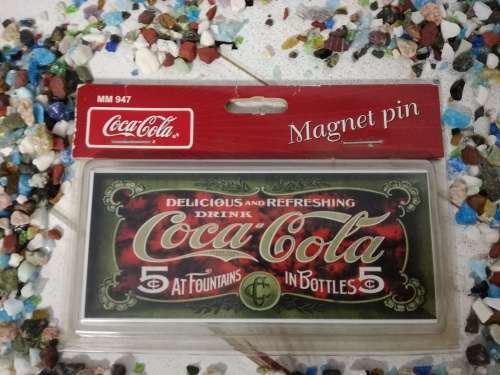 MM 947
Coca-Cola
Magnet pin
DELICIOUS AND REFRESHING
DRINK
Coca-Cola
5¢ AT FOUNTAINS IN BOTTLES 5¢